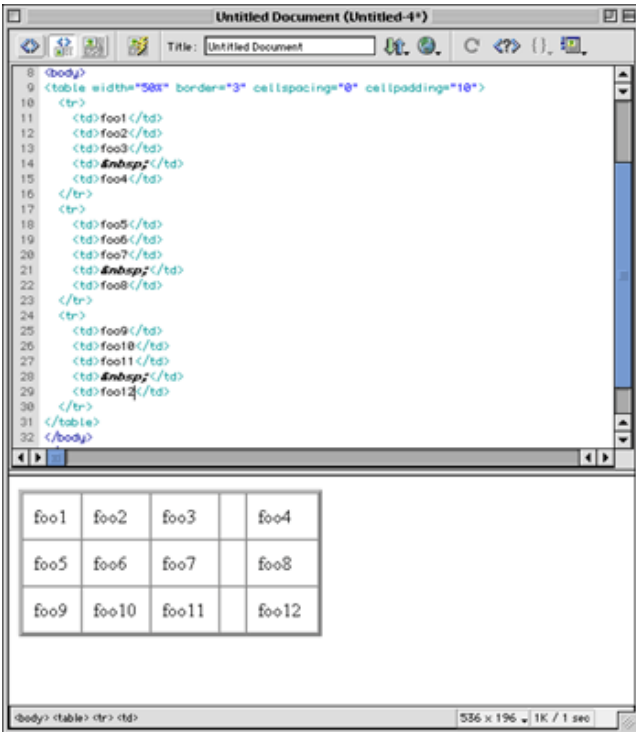 Untitled Document (Untitled-4*)
Title: Untitled Document
8 <body>
9 <table width="50%" border="3" cellspacing="0" cellpadding="10">
10 <tr>
11 <td>foo1</td>
12 <td>foo2</td>
13 <td>foo3</td>
14 <td>&nbsp;</td>
15 <td>foo4</td>
16 </tr>
17 <tr>
18 <td>foo5</td>
19 <td>foo6</td>
20 <td>foo7</td>
21 <td>&nbsp;</td>
22 <td>foo8</td>
23 </tr>
24 <tr>
25 <td>foo9</td>
26 <td>foo10</td>
27 <td>foo11</td>
28 <td>&nbsp;</td>
29 <td>foo12</td>
30 </tr>
31 </table>
32 </body>
foo1 foo2 foo3 foo4
foo5 foo6 foo7 foo8
foo9 foo10 foo11 foo12
<body> <table> <tr> <td> 536 x 196 1K / 1 sec